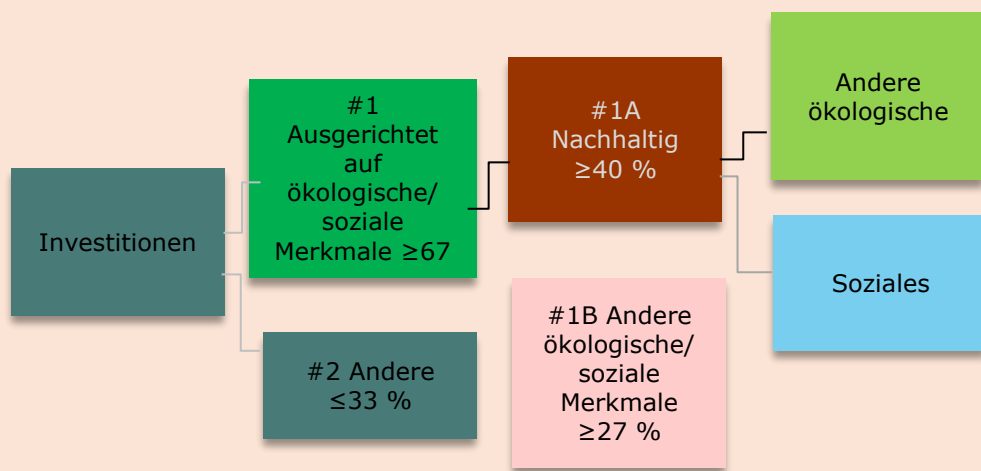 Investitionen
#1
Ausgerichtet
auf
ökologische/
soziale
Merkmale ≥67
#2 Andere
≤33 %
#1A
Nachhaltig
≥40 %
#1B Andere
ökologische/
soziale
Merkmale
≥27 %
Andere
ökologische
Soziales